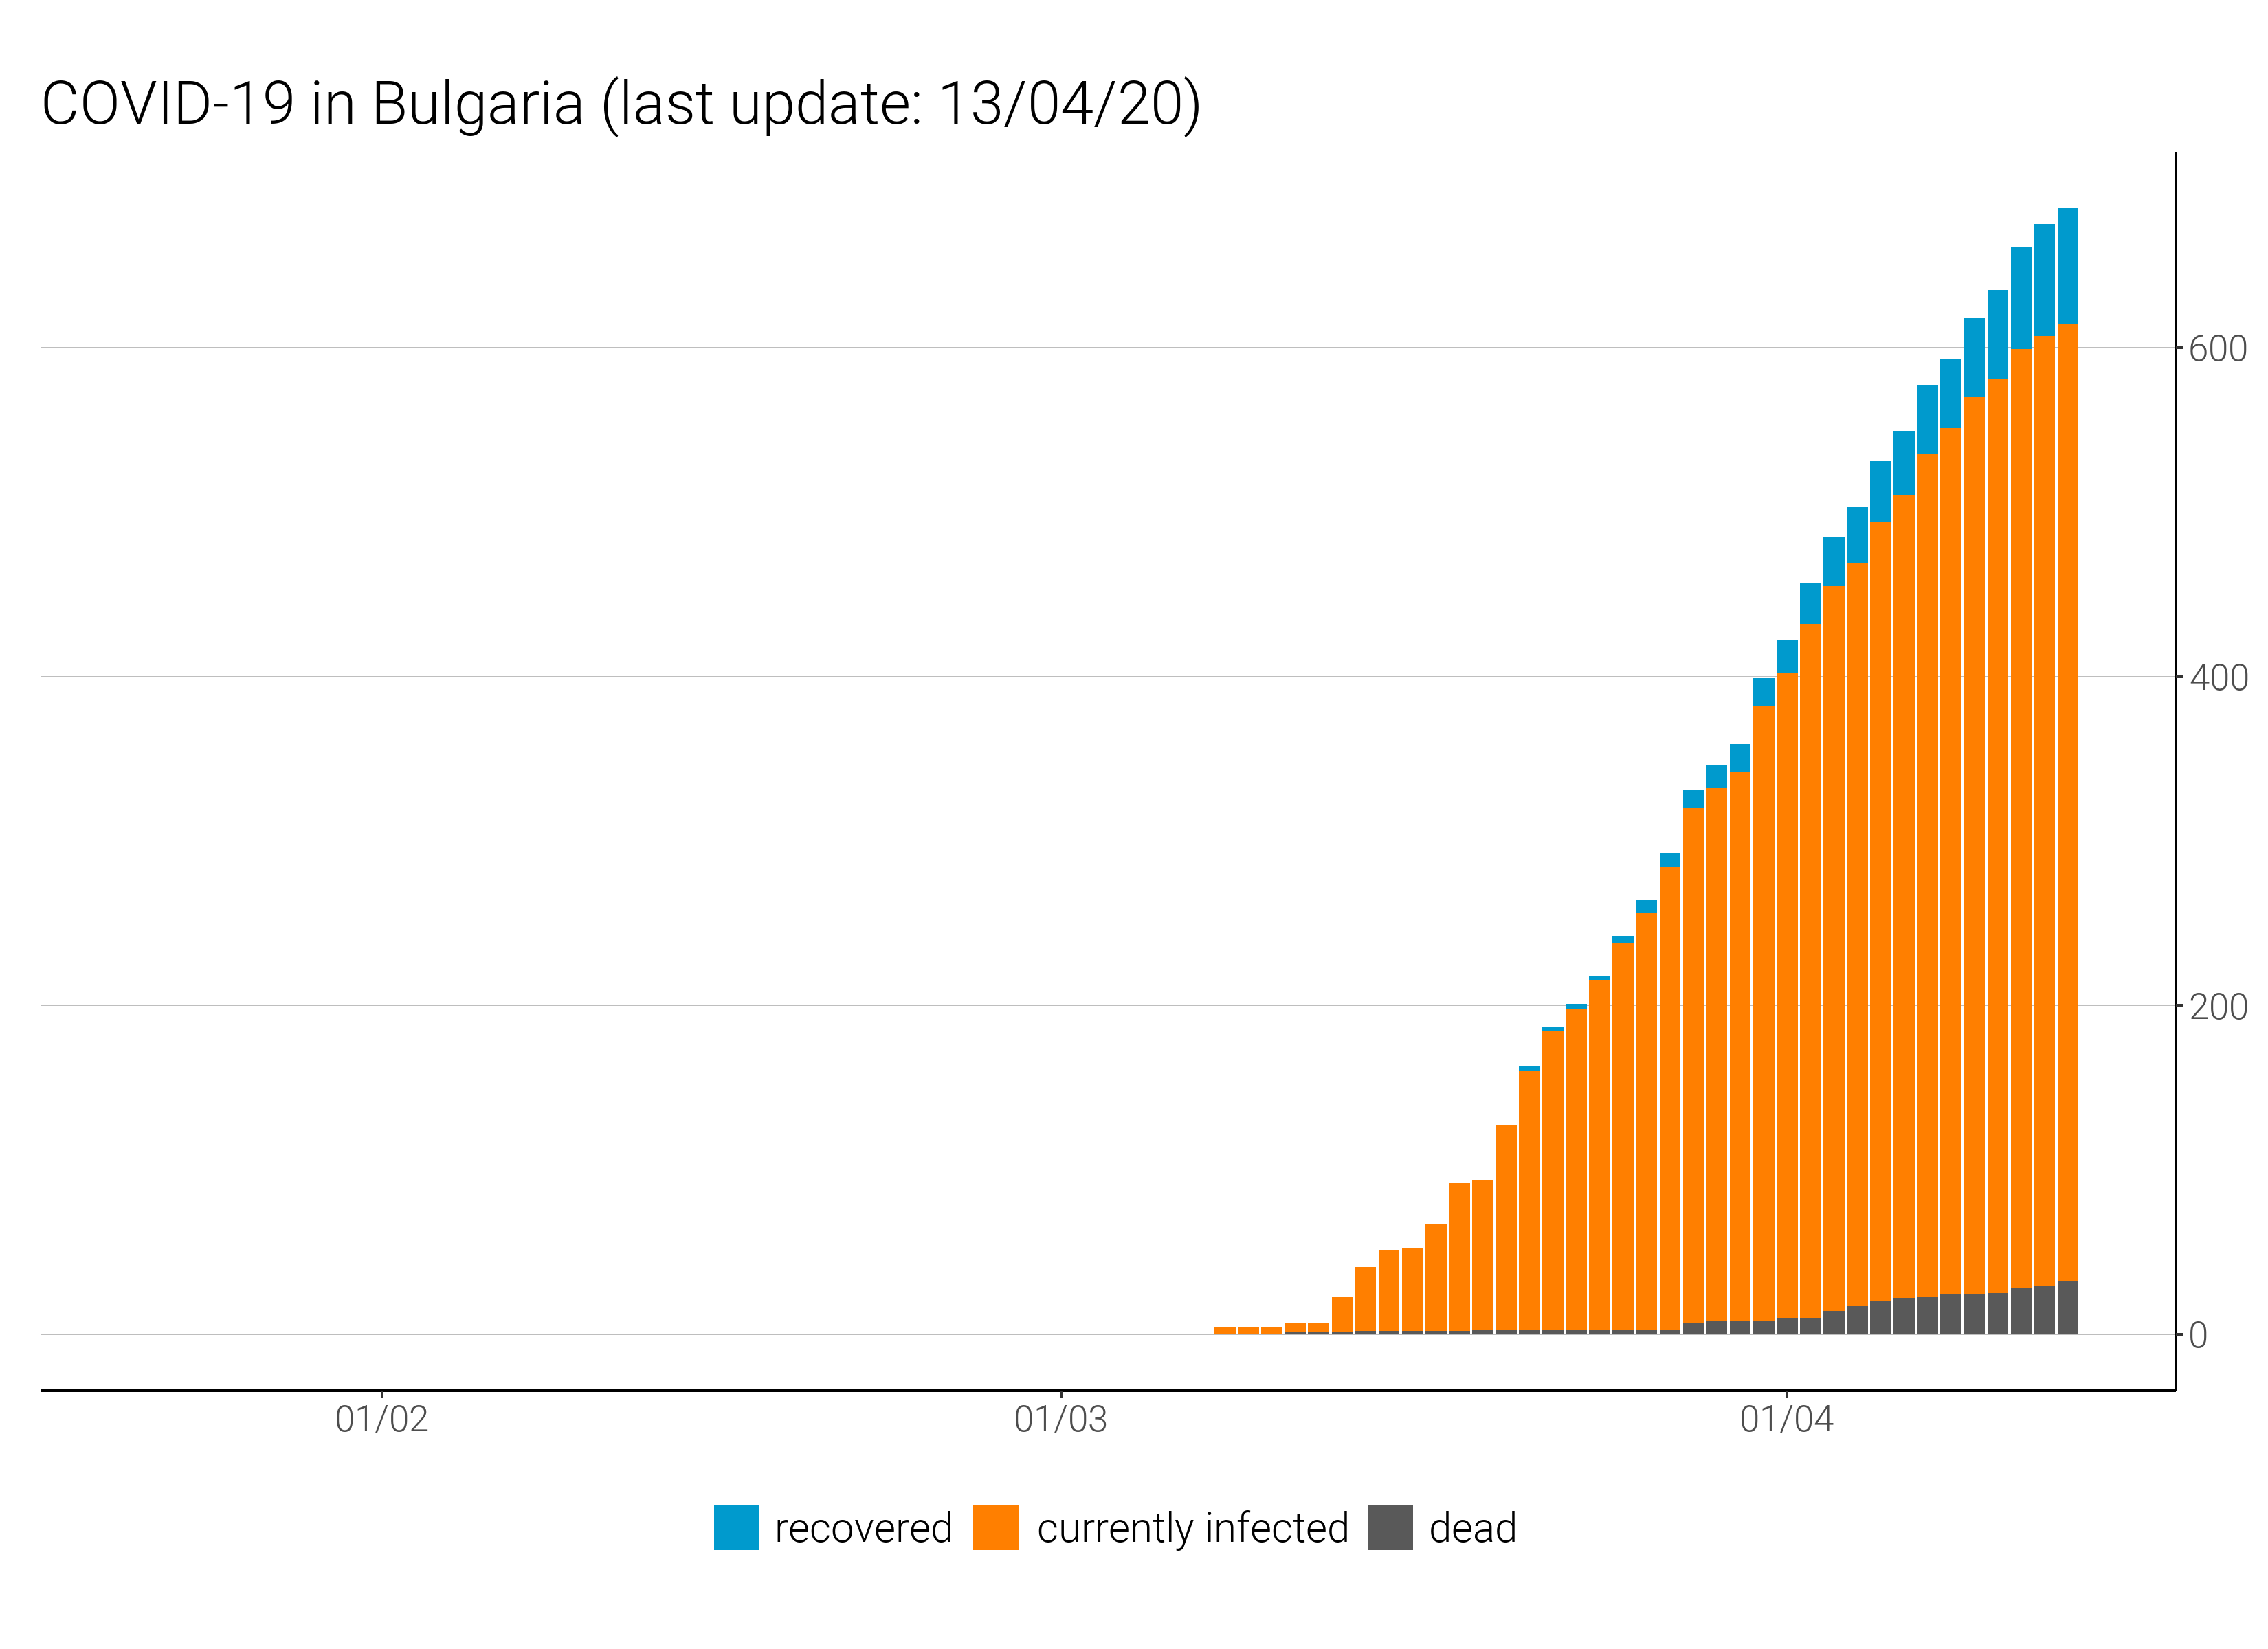 COVID-19 in Bulgaria (last update: 13/04/20)
600
400
200
0
01/02 01/03 01/04
recovered currently infected dead